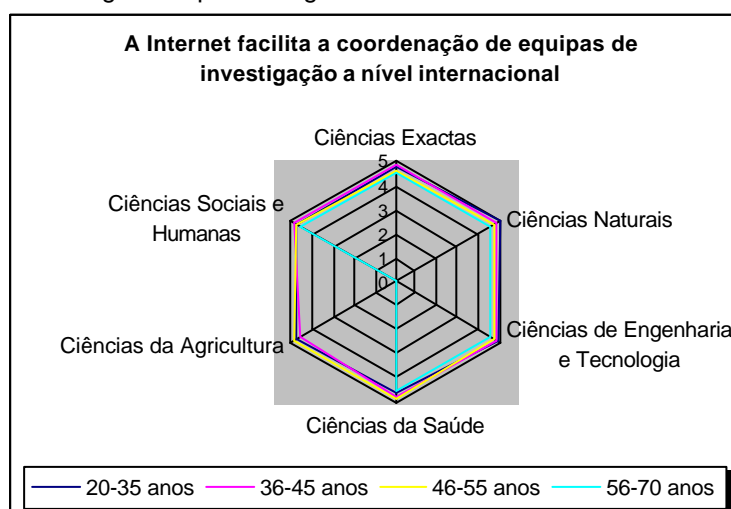 A Internet facilita a coordenação de equipas de
investigação a nível internacional
Ciências Exactas
5
4
3
2
1
0
Ciências Naturais
Ciências de Engenharia
e Tecnologia
Ciências da Saúde
Ciências da Agricultura
Ciências Sociais e
Humanas
20-35 anos
36-45 anos
46-55 anos
56-70 anos